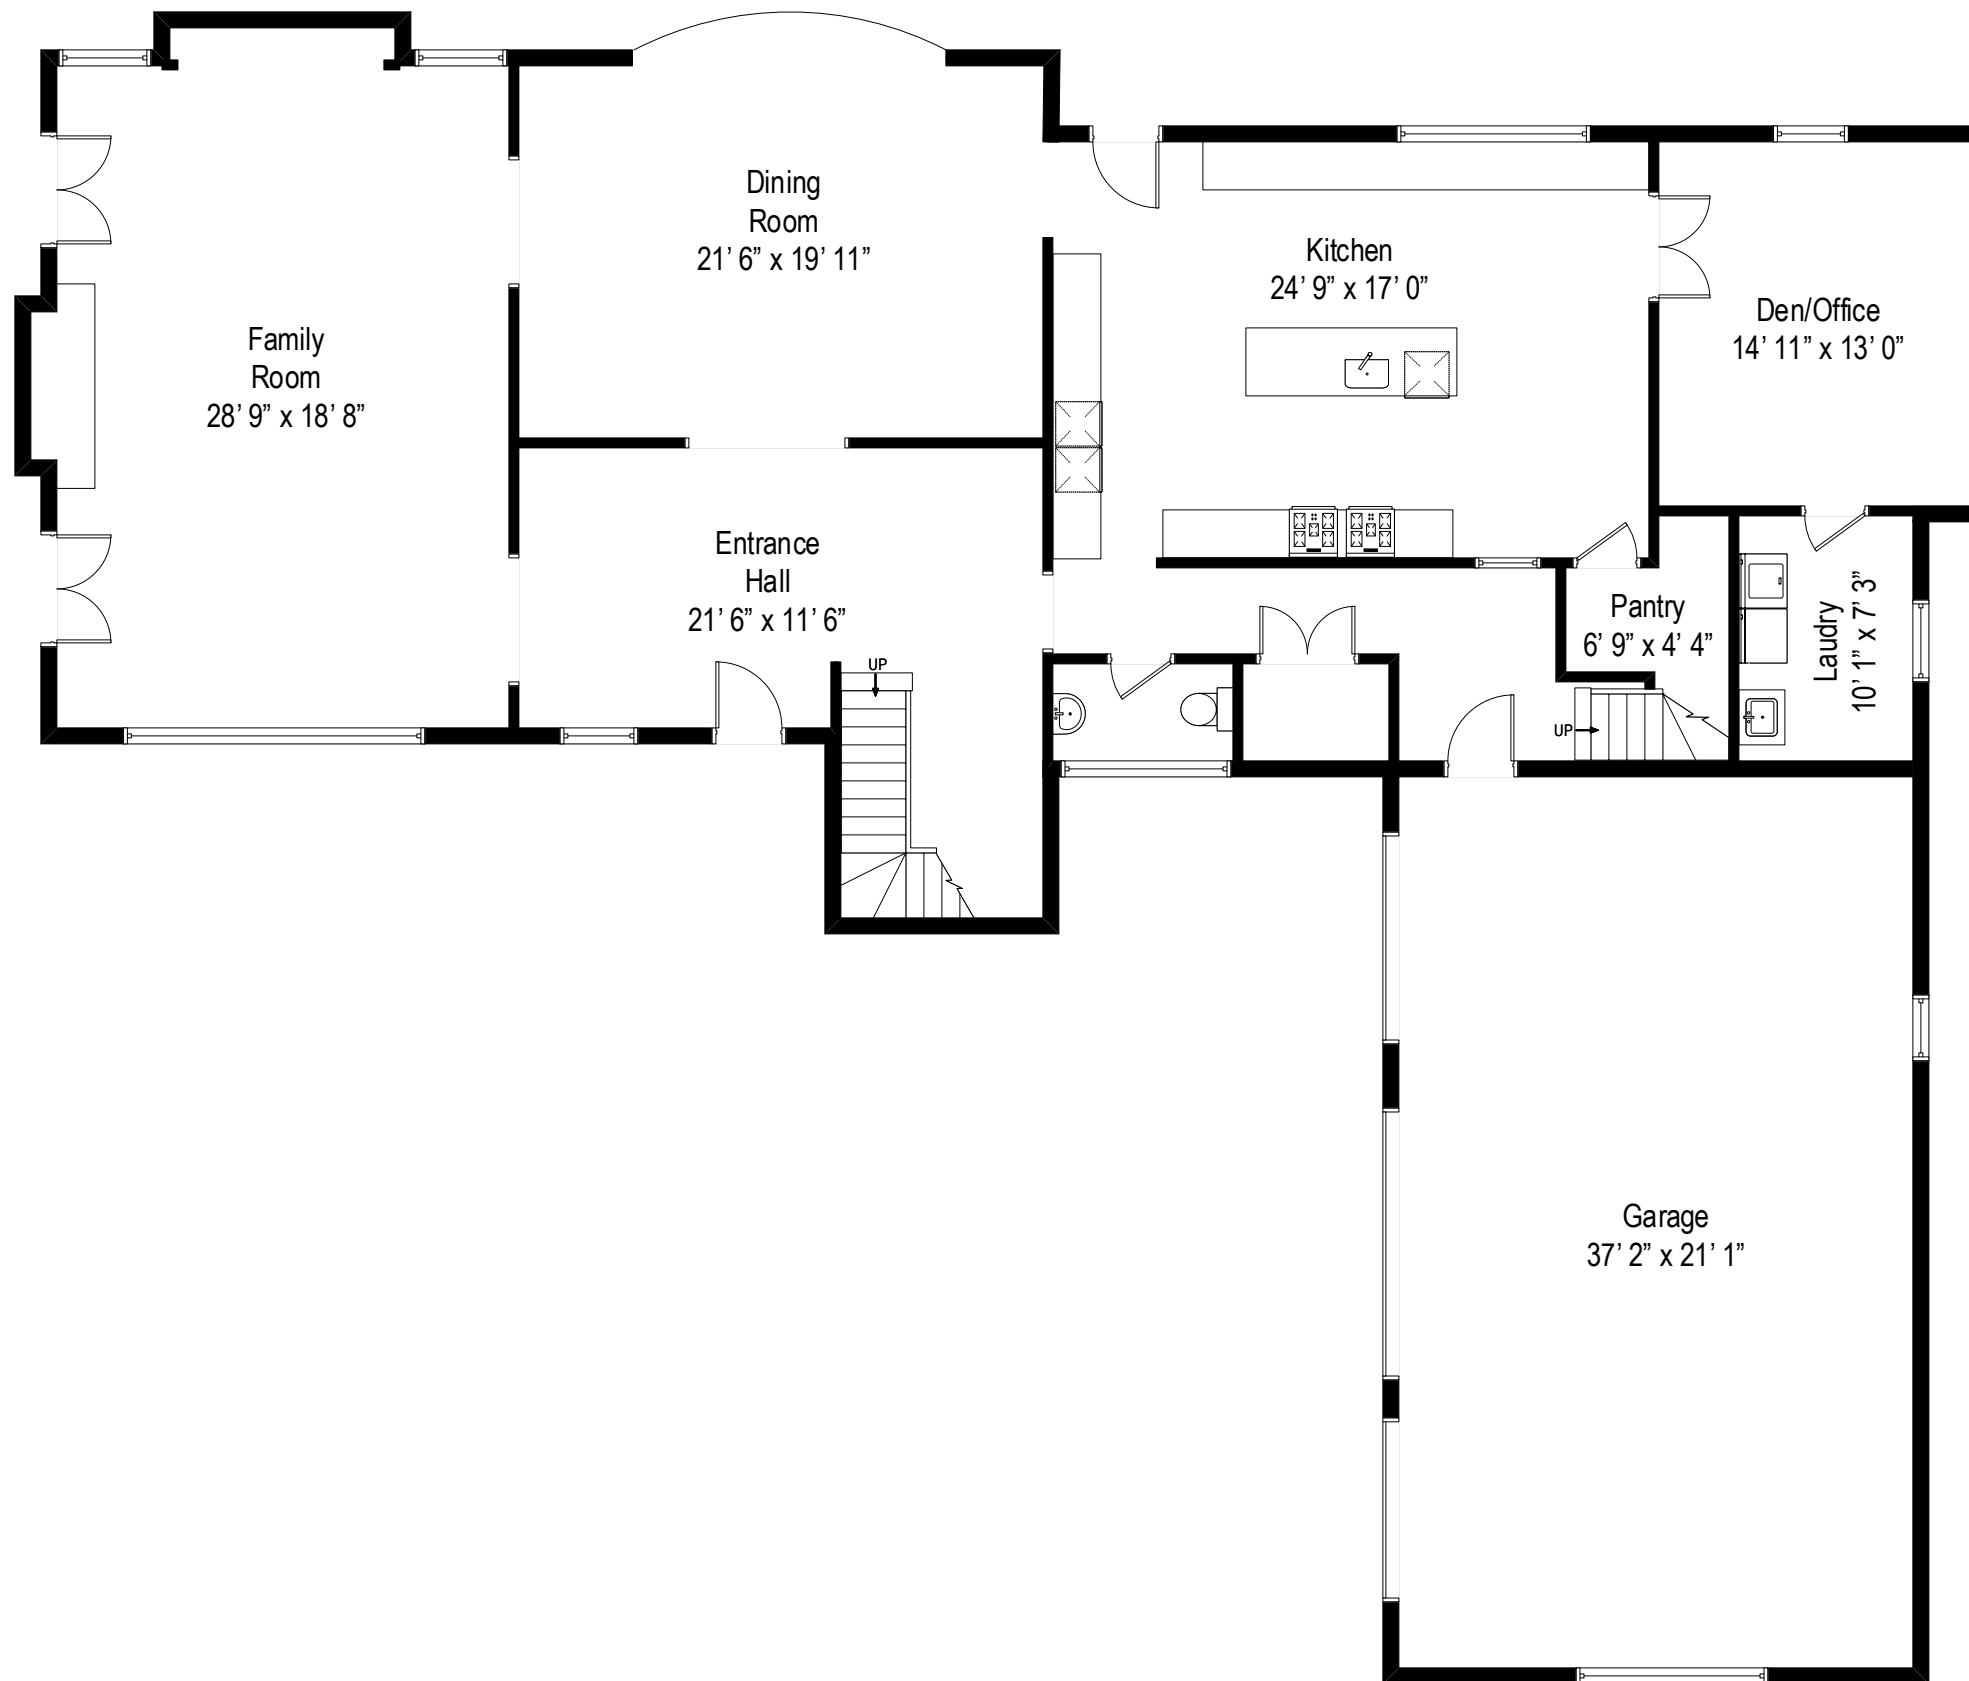 Dining
Room
21' 6” x 19' 11”
Kitchen
24' 9” x 17' 0”
Den/Office
14' 11” x 13' 0”
Family
Room
28' 9” x 18' 8”
Entrance
Hall
21' 6” x 11' 6”
UP
Pantry
6' 9” x 4' 4”
Laudry
10' 1” x 7' 3”
UP
Garage
37' 2” x 21' 1”